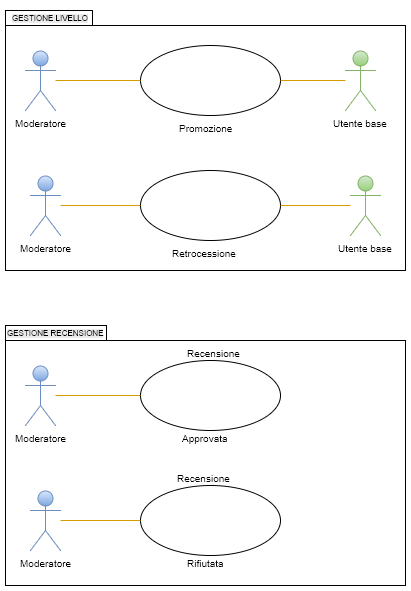 GESTIONE LIVELLO
Moderatore
Promozione
Utente base
Moderatore
Retrocessione
Utente base
GESTIONE RECENSIONE
Recensione
Moderatore
Approvata
Recensione
Moderatore
Rifiutata